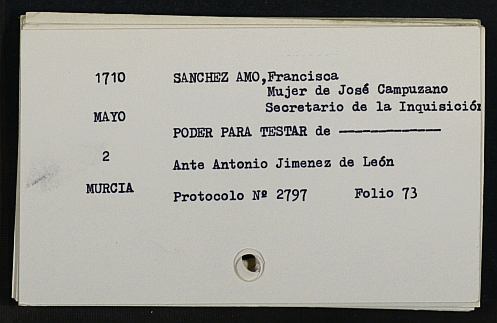 1710 SANCHEZ AMO,Francisca
Mujer de José Campuzano
Secretario de la Inquisición
MAYO
PODER PARA TESTAR de -------------
2
Ante Antonio Jimenez de León
MURCIA
Protocolo Nº 2797 Folio 73